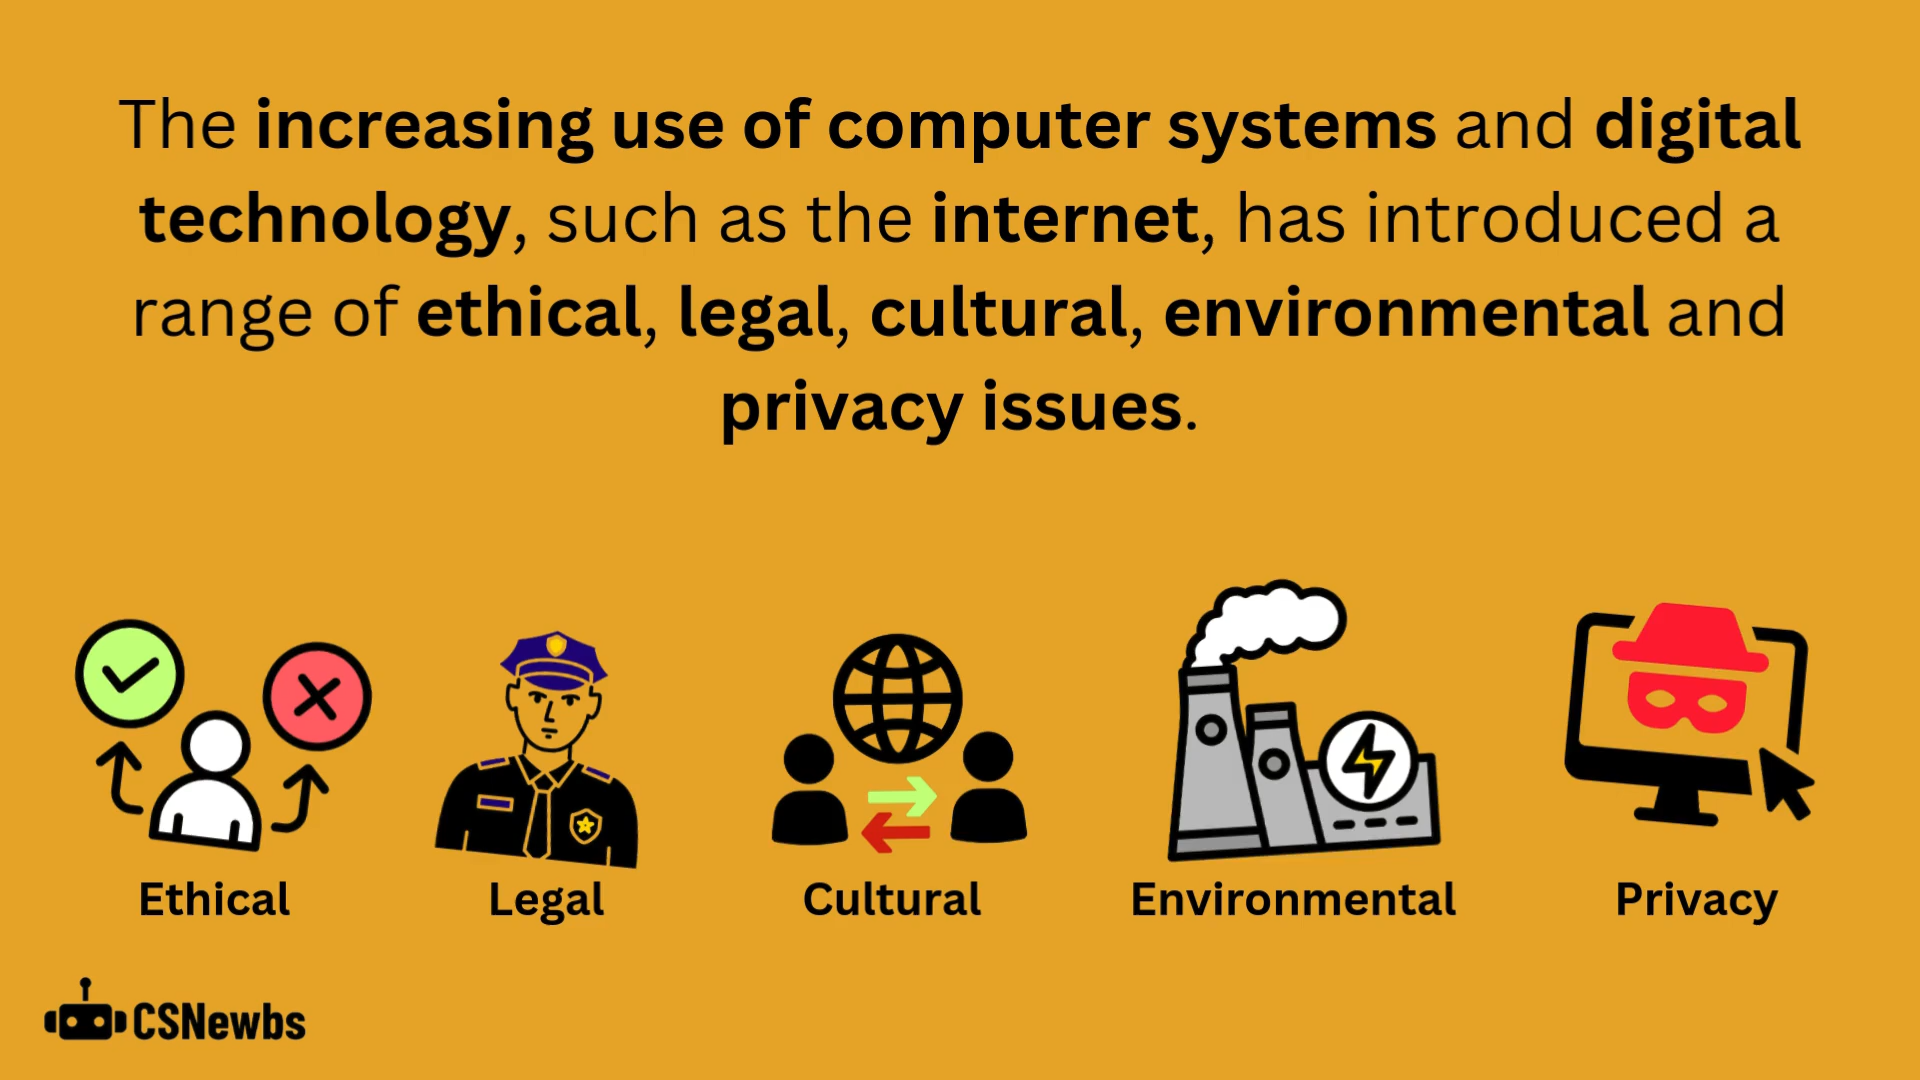 The increasing use of computer systems and digital
technology, such as the internet, has introduced a
range of ethical, legal, cultural, environmental and
privacy issues.
Ethical
Legal
Cultural
Environmental
Privacy
CSNewbs